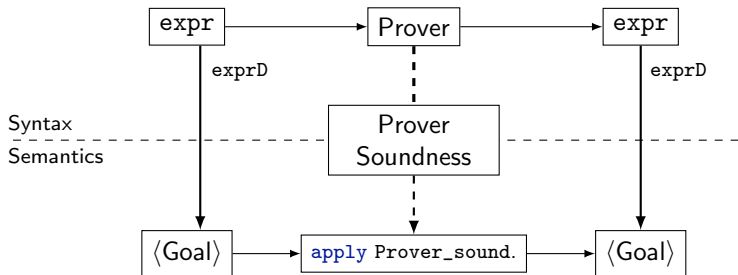 expr
Prover
expr
exprD
exprD
Prover
Soundness
Syntax
Semantics
⟨Goal⟩
apply Prover_sound.
⟨Goal⟩